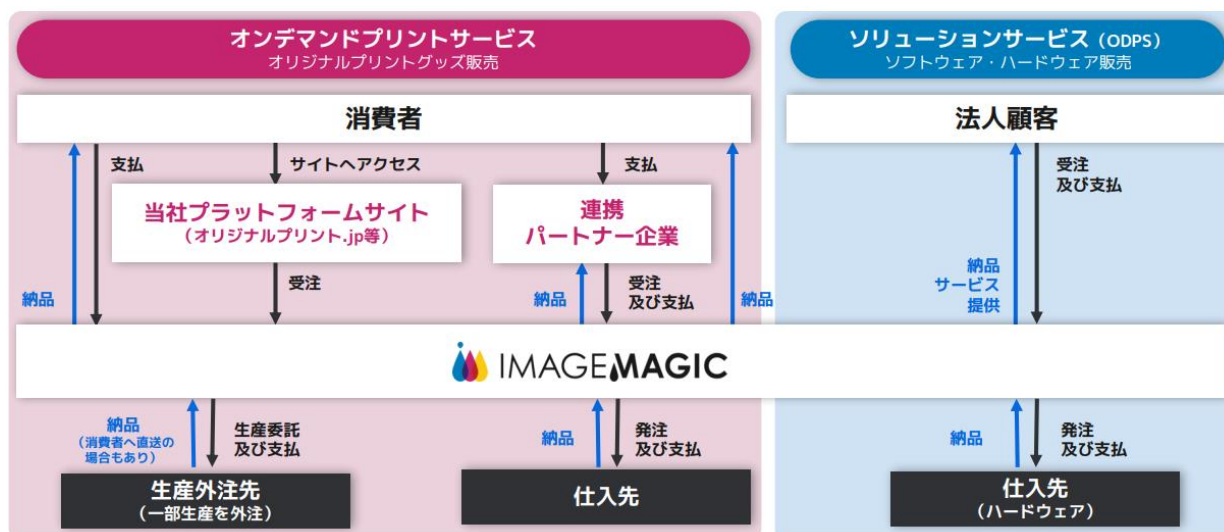 オンデマンドプリントサービス
オリジナルプリントグッズ販売
ソリューションサービス（ODPS）
ソフトウェア・ハードウェア販売
消費者
法人顧客
支払
サイトへアクセス
支払
受注
及び支払
当社プラットフォームサイト
（オリジナルプリント.jp等）
連携
パートナー企業
納品
受注
納品
受注
及び支払
納品
納品
サービス
提供
IMAGEMAGIC
納品
（消費者へ直送の
場合もあり）
生産委託
及び支払
納品
発注
及び支払
納品
発注
及び支払
生産外注先
（一部生産を外注）
仕入先
仕入先
（ハードウェア）